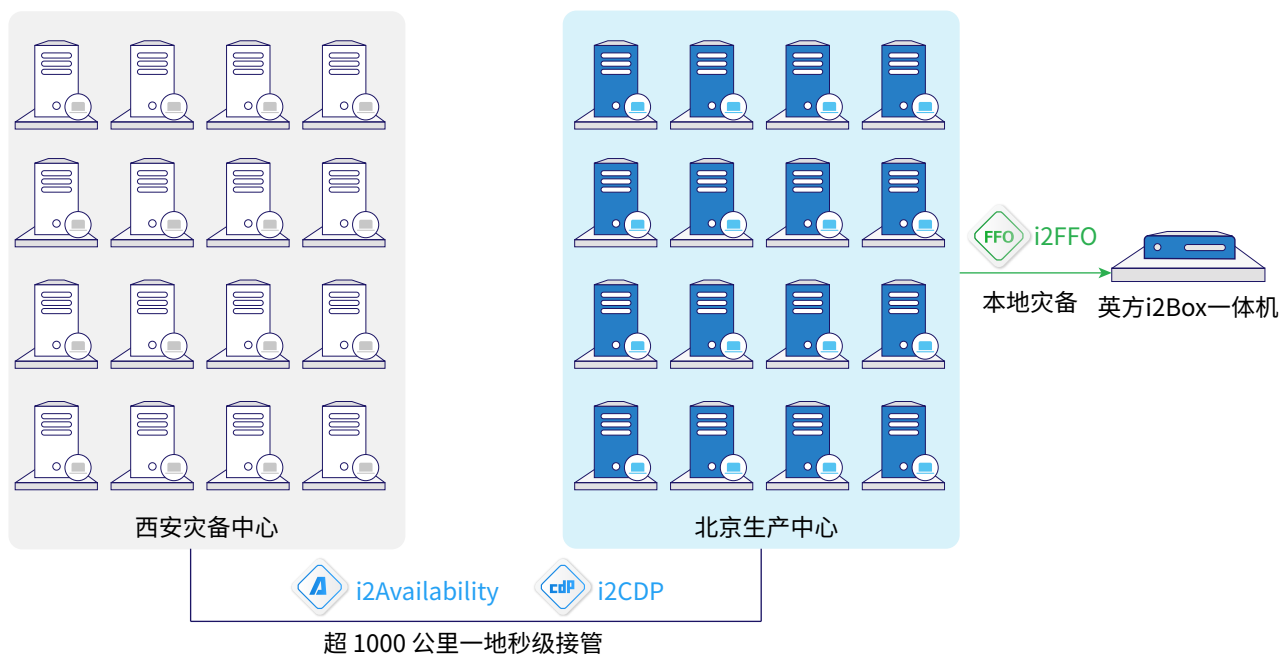 FFO
i2FFO
本地灾备
英方i2Box一体机
西安灾备中心
北京生产中心
A
i2Availability
cdp
i2CDP
超 1000 公里一地秒级接管